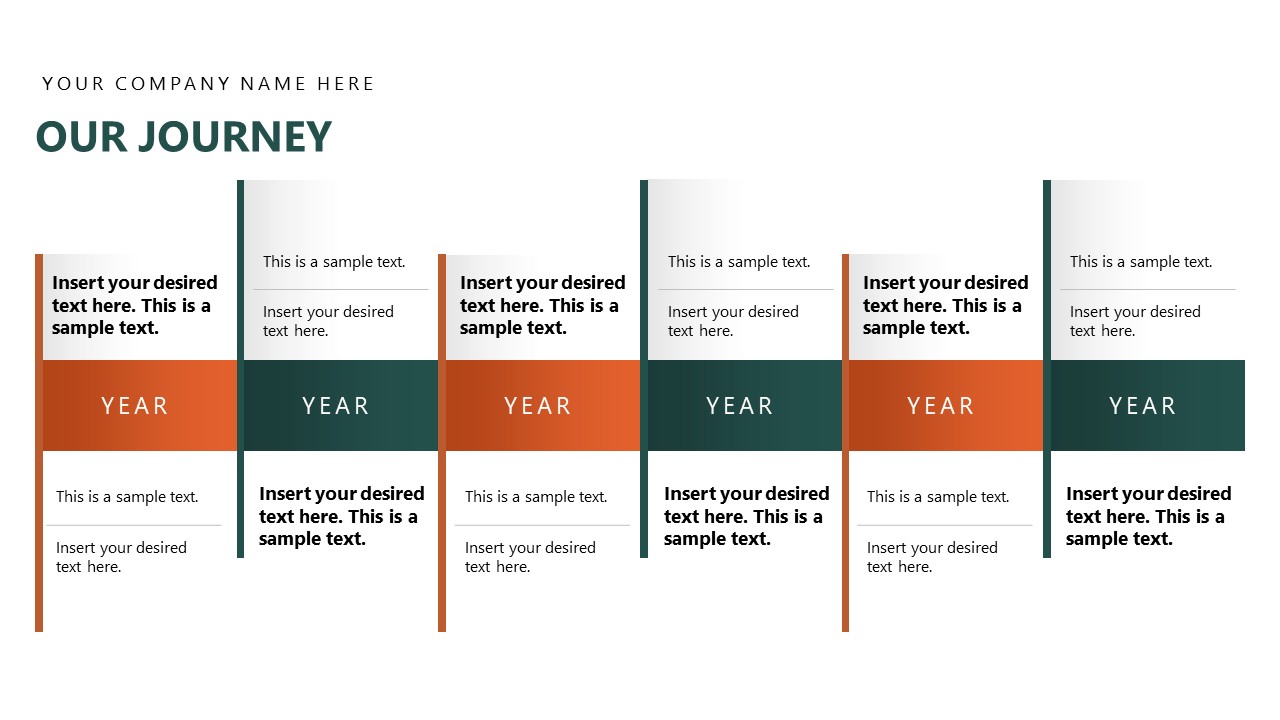 YOUR COMPANY NAME HERE
OUR JOURNEY
Insert your desired
text here. This is a
sample text.
YEAR
This is a sample text.
Insert your desired
text here.
This is a sample text.
Insert your desired
text here.
YEAR
Insert your desired
text here. This is a
sample text.
Insert your desired
text here. This is a
sample text.
YEAR
This is a sample text.
Insert your desired
text here.
This is a sample text.
Insert your desired
text here.
YEAR
Insert your desired
text here. This is a
sample text.
Insert your desired
text here. This is a
sample text.
YEAR
This is a sample text.
Insert your desired
text here.
This is a sample text.
Insert your desired
text here.
YEAR
Insert your desired
text here. This is a
sample text.